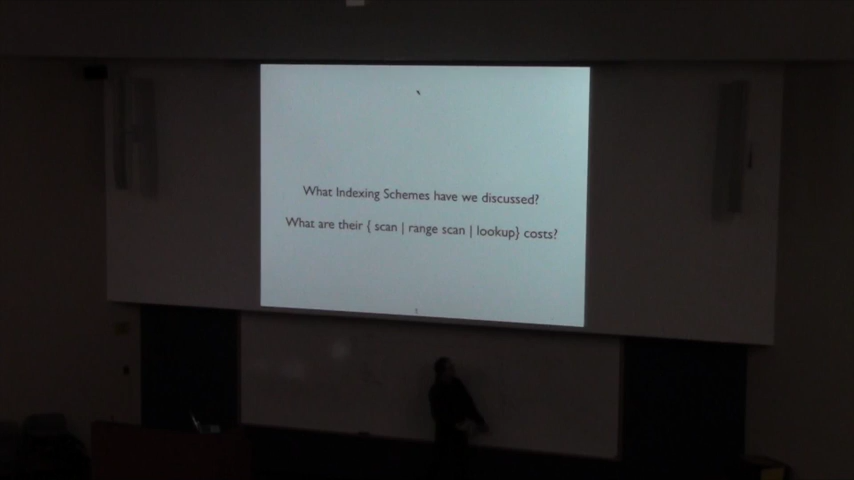 What Indexing Schemes have we discussed?
What are their { scan | range scan | lookup} costs?